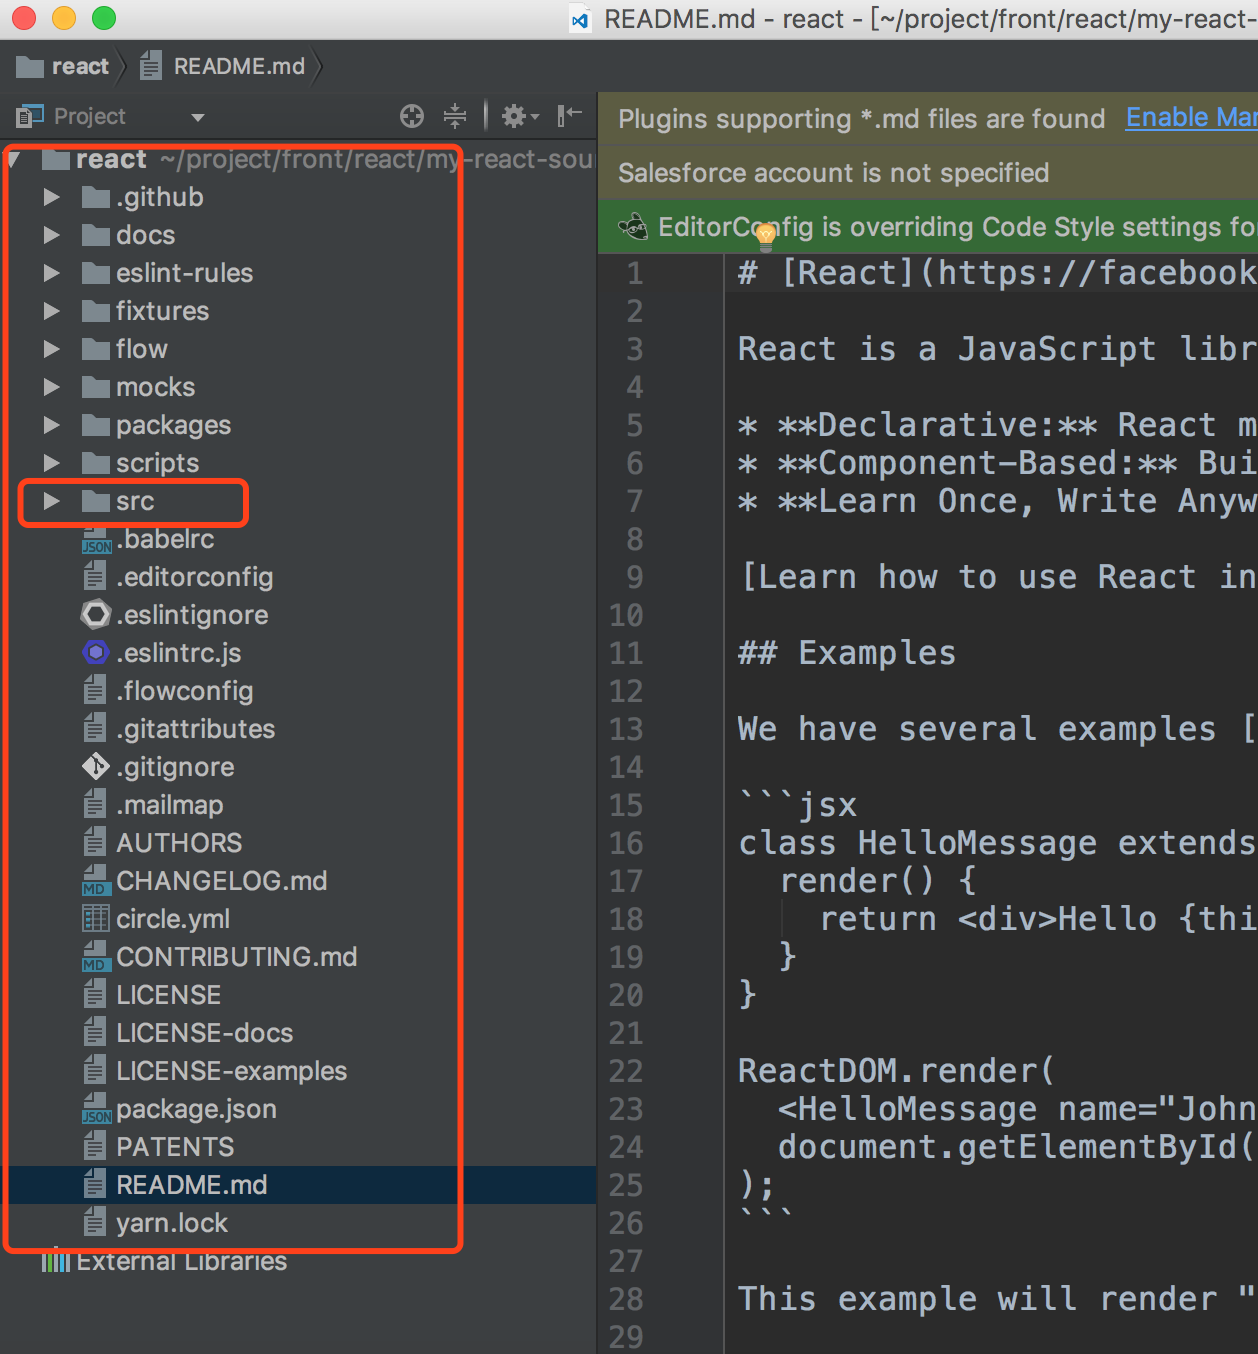 README.md - react - [~/project/front/react/my-react-
react
README.md
Project
react ~/project/front/react/my-react-sou
.github
docs
eslint-rules
fixtures
flow
mocks
packages
scripts
src
JSON .babelrc
.editorconfig
.eslintignore
.eslintrc.js
.flowconfig
.gitattributes
.gitignore
.mailmap
AUTHORS
MD CHANGELOG.md
circle.yml
MD CONTRIBUTING.md
LICENSE
LICENSE-docs
LICENSE-examples
JSON package.json
PATENTS
README.md
yarn.lock
External Libraries
Plugins supporting *.md files are found Enable Mar
Salesforce account is not specified
EditorConfig is overriding Code Style settings fo
1 # [React](https://facebook
2
3 React is a JavaScript libr
4
5 * **Declarative:** React m
6 * **Component-Based:** Bui
7 * **Learn Once, Write Anyw
8
9 [Learn how to use React in
10
11 ## Examples
12
13 We have several examples [
14
15 ```jsx
16 class HelloMessage extends
17 render() {
18 return <div>Hello {thi
19 }
20 }
21
22 ReactDOM.render(
23 <HelloMessage name="John
24 document.getElementById(
25 );
26 ```
27
28 This example will render "
29